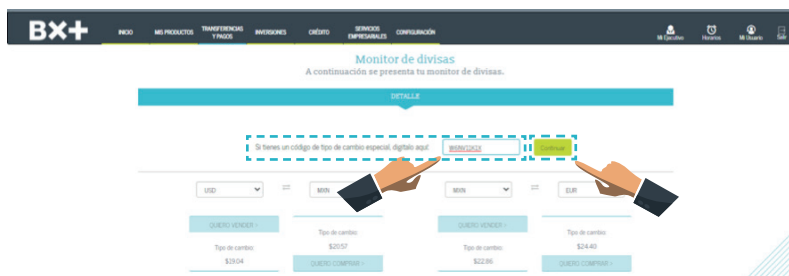 BX+
INICIO MIS PRODUCTOS TRANSFERENCIAS Y PAGOS INVERSIONES CRÉDITO SERVICIOS EMPRESARIALES CONFIGURACIÓN Mi Ejecutivo Horarios Mi Usuario Salir
Monitor de divisas
A continuación se presenta tu monitor de divisas.
DETALLE
Si tienes un código de tipo de cambio especial, digítalo aquí: Continuar
USD MXN MXN EUR
QUIERO VENDER › QUIERO VENDER ›
Tipo de cambio: Tipo de cambio:
$20.57 $24.40
Tipo de cambio: Tipo de cambio:
$19.04 $22.86
QUIERO COMPRAR › QUIERO COMPRAR ›